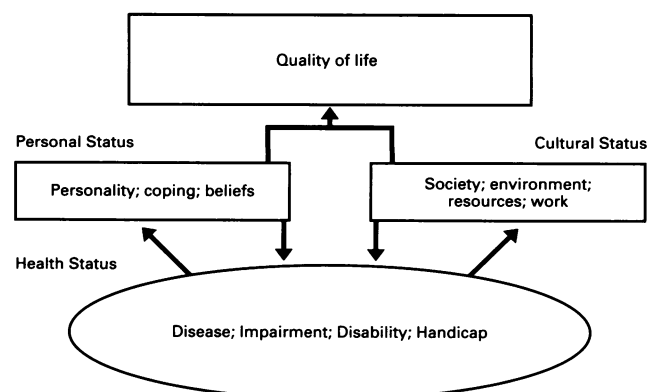 Quality of life
Personal Status
Cultural Status
Personality; coping; beliefs
Society; environment;
resources; work
Health Status
Disease; Impairment; Disability; Handicap